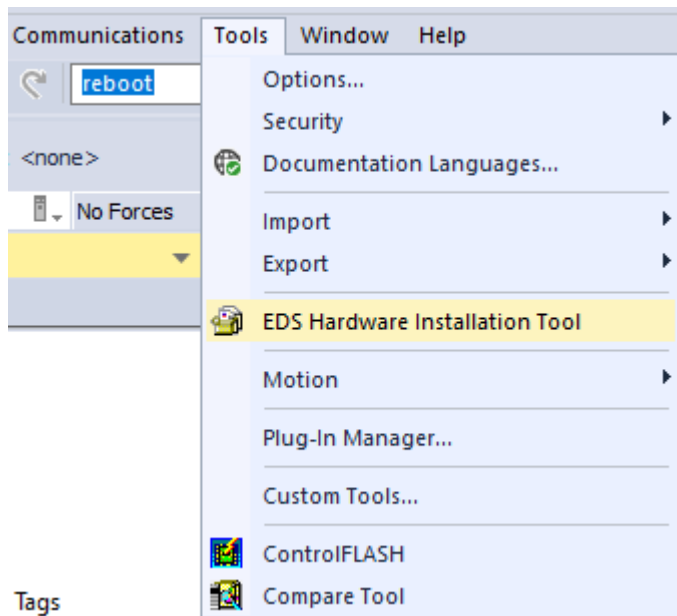 Communications Tools Window Help
reboot
Options...
Security
<none>
Documentation Languages...
No Forces
Import
Export
EDS Hardware Installation Tool
Motion
Plug-In Manager...
Custom Tools...
ControlFLASH
Compare Tool
Tags